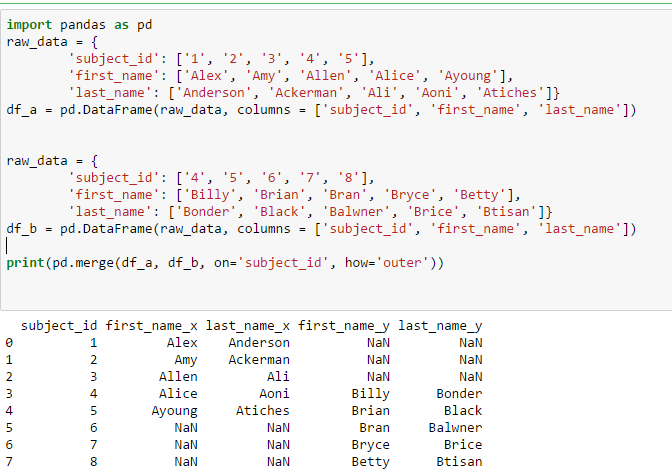 import pandas as pd
raw_data = {
        'subject_id': ['1', '2', '3', '4', '5'],
        'first_name': ['Alex', 'Amy', 'Allen', 'Alice', 'Ayoung'],
        'last_name': ['Anderson', 'Ackerman', 'Ali', 'Aoni', 'Atiches']}
df_a = pd.DataFrame(raw_data, columns = ['subject_id', 'first_name', 'last_name'])
raw_data = {
        'subject_id': ['4', '5', '6', '7', '8'],
        'first_name': ['Billy', 'Brian', 'Bran', 'Bryce', 'Betty'],
        'last_name': ['Bonder', 'Black', 'Balwner', 'Brice', 'Btisan']}
df_b = pd.DataFrame(raw_data, columns = ['subject_id', 'first_name', 'last_name'])
print(pd.merge(df_a, df_b, on='subject_id', how='outer'))
  subject_id first_name_x last_name_x first_name_y last_name_y
0          1         Alex    Anderson          NaN         NaN
1          2          Amy    Ackerman          NaN         NaN
2          3        Allen         Ali          NaN         NaN
3          4        Alice        Aoni        Billy      Bonder
4          5       Ayoung     Atiches        Brian       Black
5          6          NaN         NaN         Bran     Balwner
6          7          NaN         NaN        Bryce       Brice
7          8          NaN         NaN        Betty      Btisan